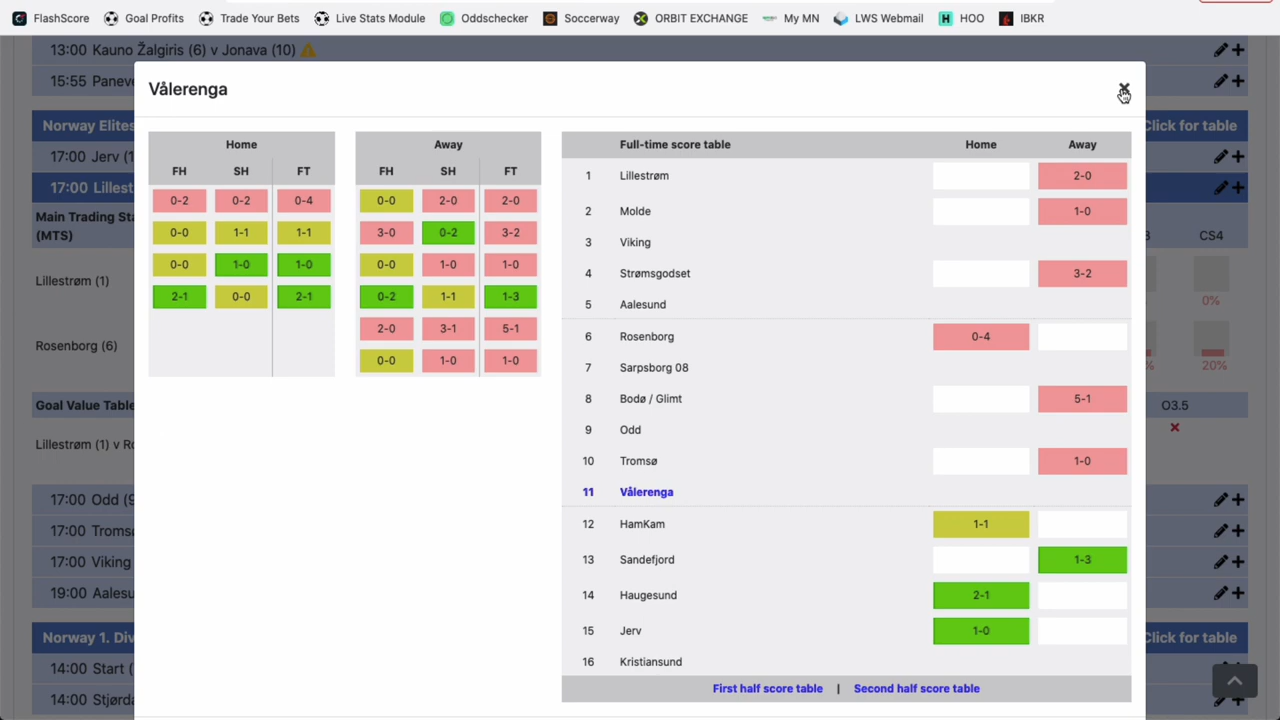 FlashScore Goal Profits Trade Your Bets Live Stats Module Oddschecker Soccerway ORBIT EXCHANGE My MN LWS Webmail HOO IBKR
13:00 Kauno Žalgiris (6) v Jonava (10)
15:55 Paneve
Vålerenga
Norway Elites
Click for table
17:00 Jerv (1
17:00 Lillest
Main Trading Sta
(MTS)
CS4
Lillestrøm (1)
0%
Rosenborg (6)
% 20%
Goal Value Table
O3.5
Lillestrøm (1) v Ro
17:00 Odd (9
17:00 Tromsø
17:00 Viking
19:00 Aalesu
Norway 1. Div
Click for table
14:00 Start (
14:00 Stjørda
Home
FH SH FT
0-2 0-2 0-4
0-0 1-1 1-1
0-0 1-0 1-0
2-1 0-0 2-1
Away
FH SH FT
0-0 2-0 2-0
3-0 0-2 3-2
0-0 1-0 1-0
0-2 1-1 1-3
2-0 3-1 5-1
0-0 1-0 1-0
Full-time score table Home Away
1 Lillestrøm 2-0
2 Molde 1-0
3 Viking
4 Strømsgodset 3-2
5 Aalesund
6 Rosenborg 0-4
7 Sarpsborg 08
8 Bodø / Glimt 5-1
9 Odd
10 Tromsø 1-0
11 Vålerenga
12 HamKam 1-1
13 Sandefjord 1-3
14 Haugesund 2-1
15 Jerv 1-0
16 Kristiansund
First half score table | Second half score table